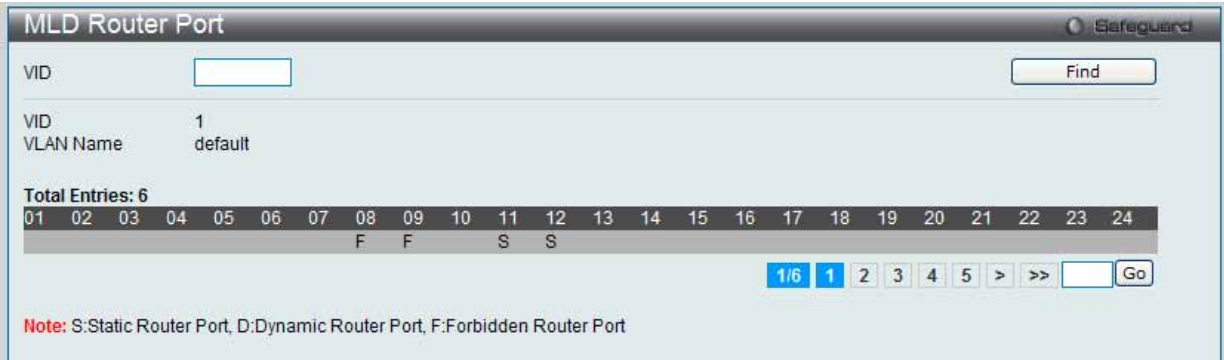 MLD Router Port Safeguard
VID Find
VID 1
VLAN Name default
Total Entries: 6
01 02 03 04 05 06 07 08 09 10 11 12 13 14 15 16 17 18 19 20 21 22 23 24
F F S S
1/6 1 2 3 4 5 > >> Go
Note: S:Static Router Port, D:Dynamic Router Port, F:Forbidden Router Port